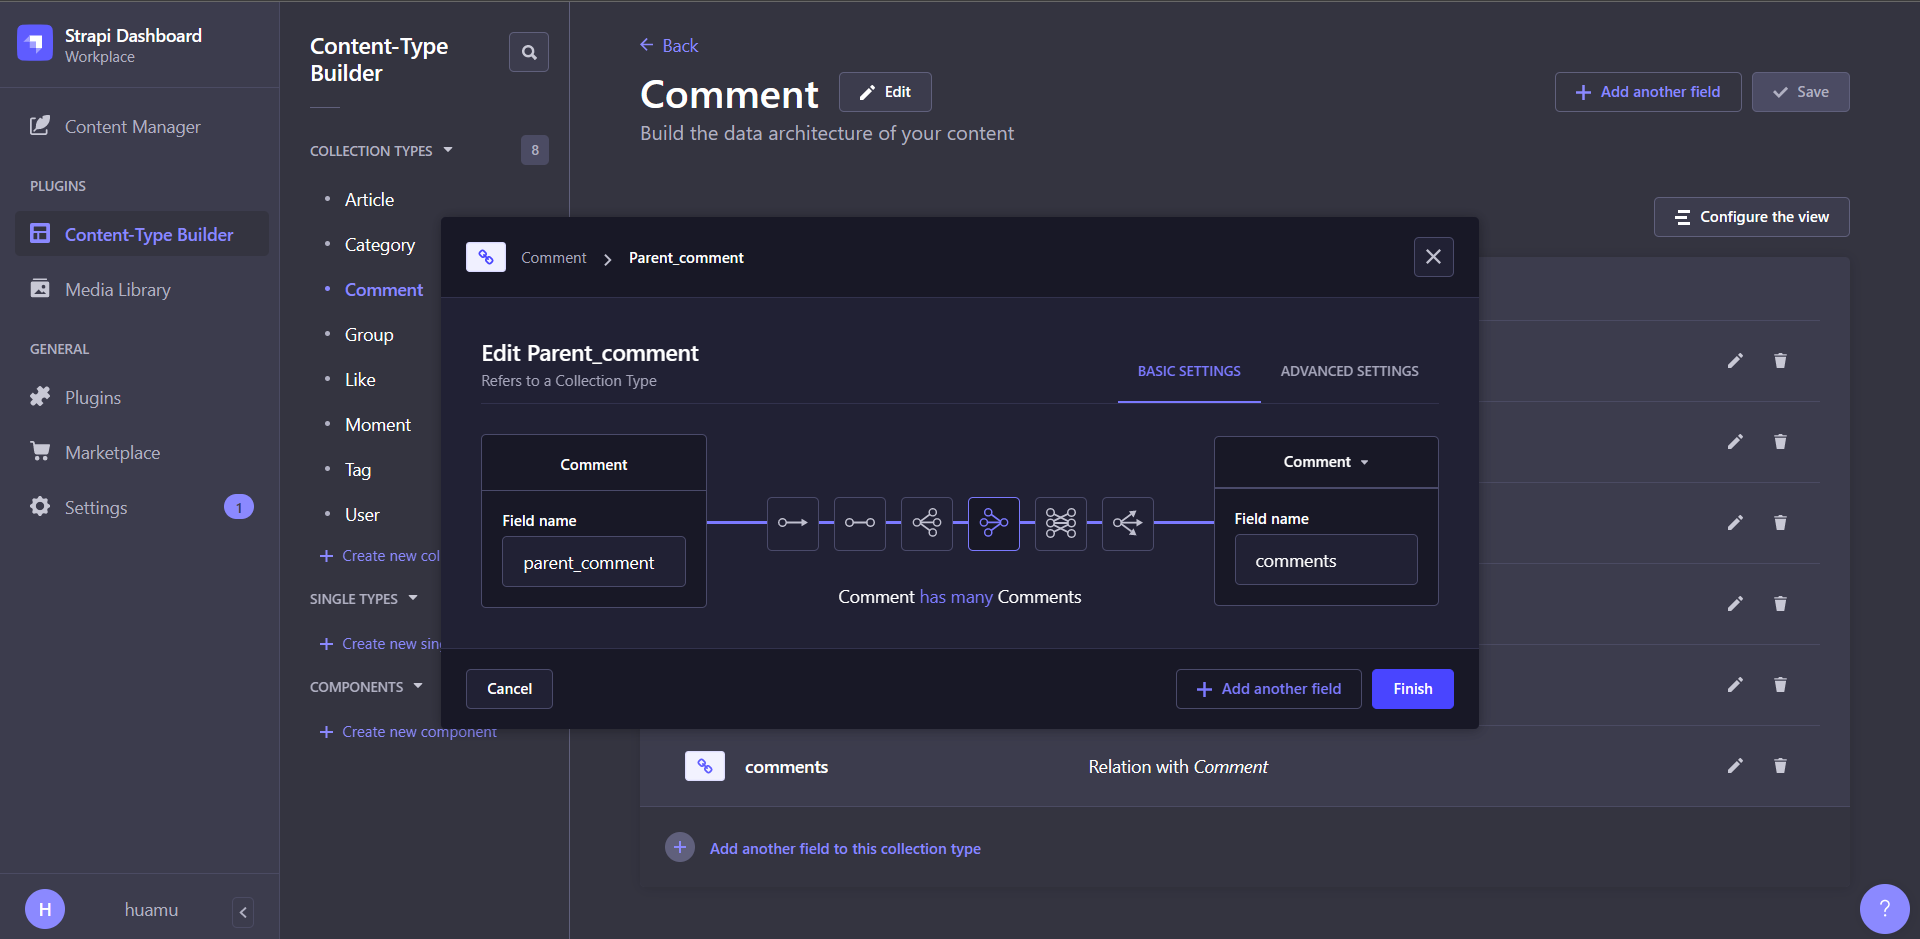 Strapi Dashboard
Workplace
Content Manager
PLUGINS
Content-Type Builder
Media Library
GENERAL
Plugins
Marketplace
Settings
1
H
huamu
Content-Type
Builder
COLLECTION TYPES
8
Article
Category
Comment
Group
Like
Moment
Tag
User
Create new col
SINGLE TYPES
Create new sin
COMPONENTS
Create new component
Back
Comment
Edit
Build the data architecture of your content
Add another field
Save
Configure the view
Comment
Parent_comment
Edit Parent_comment
Refers to a Collection Type
BASIC SETTINGS
ADVANCED SETTINGS
Comment
Field name
parent_comment
Comment has many Comments
Comment
Field name
comments
Cancel
Add another field
Finish
comments
Relation with Comment
Add another field to this collection type
?